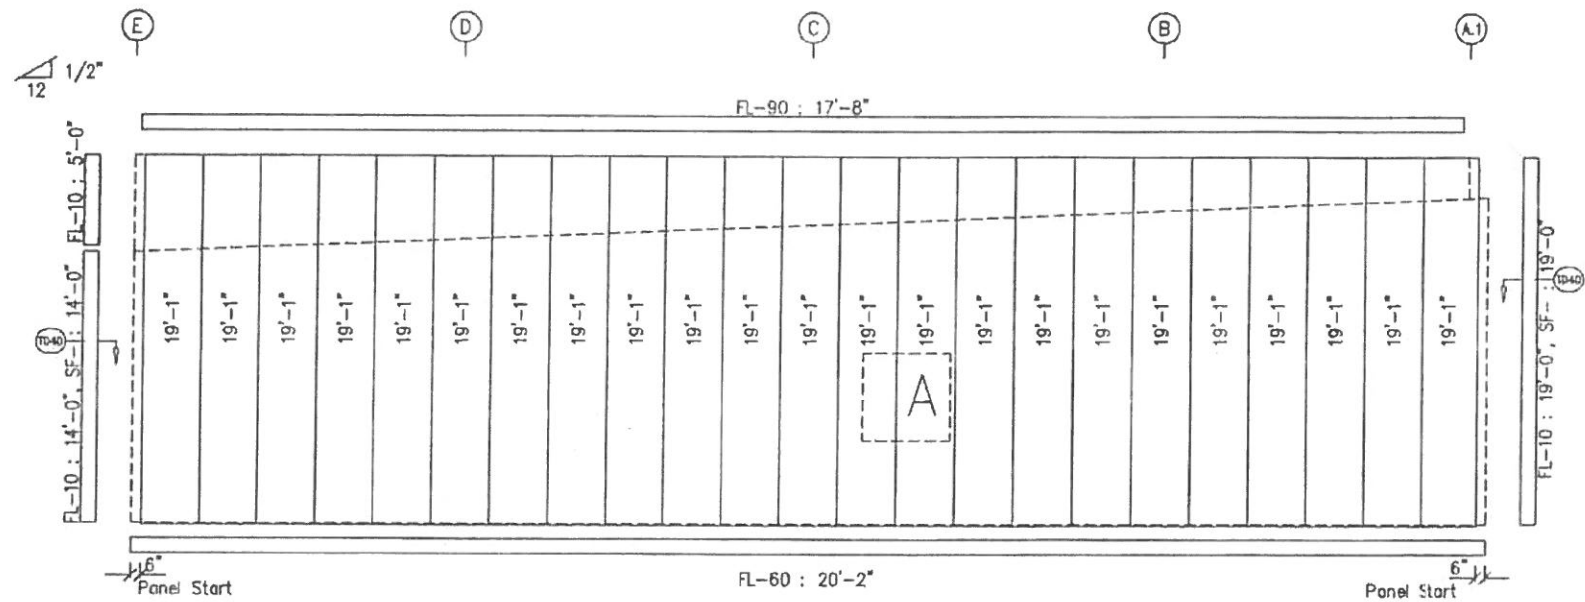 E D C B A.1
1/2"
12
FL-90 : 17'-8"
FL-10 : 5'-0"
FL-10 : 14'-0", SF- : 14'-0"
19'-1" 19'-1" 19'-1" 19'-1" 19'-1" 19'-1" 19'-1" 19'-1" 19'-1" 19'-1" 19'-1" 19'-1" 19'-1" 19'-1" 19'-1" 19'-1" 19'-1" 19'-1" 19'-1" 19'-1" 19'-1" 19'-1" 19'-1"
A
FL-10 : 19'-0", SF- : 19'-0"
6"
Panel Start
FL-60 : 20'-2"
6"
Panel Start